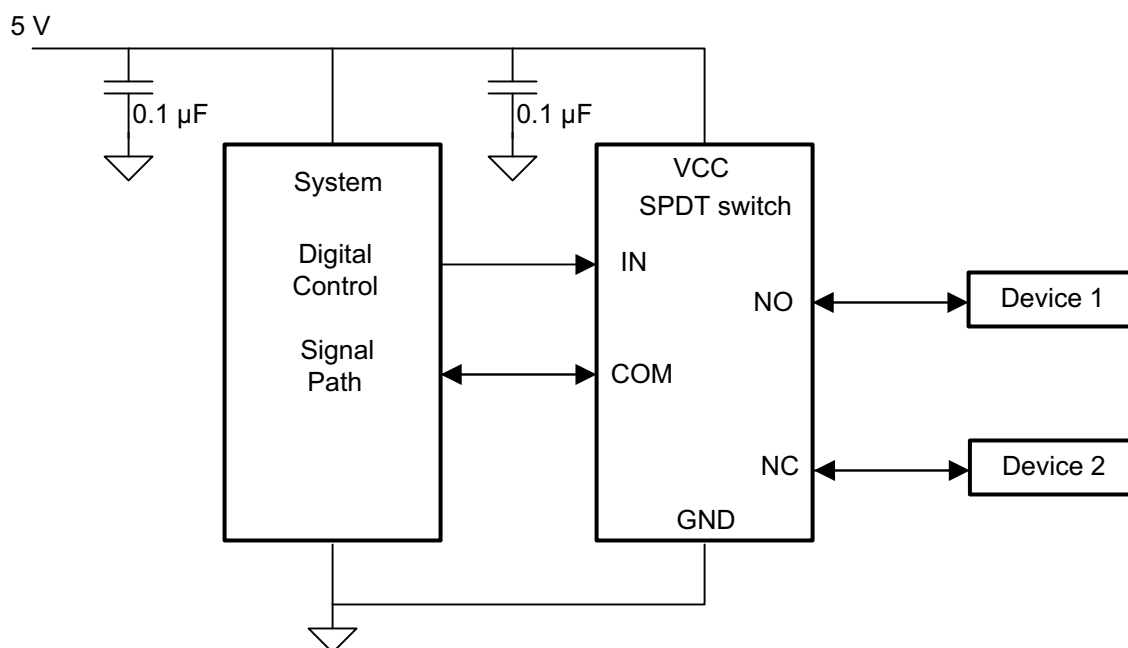 5 V
0.1 µF
0.1 µF
System
Digital
Control
Signal
Path
VCC
SPDT switch
IN
COM
NO
NC
GND
Device 1
Device 2